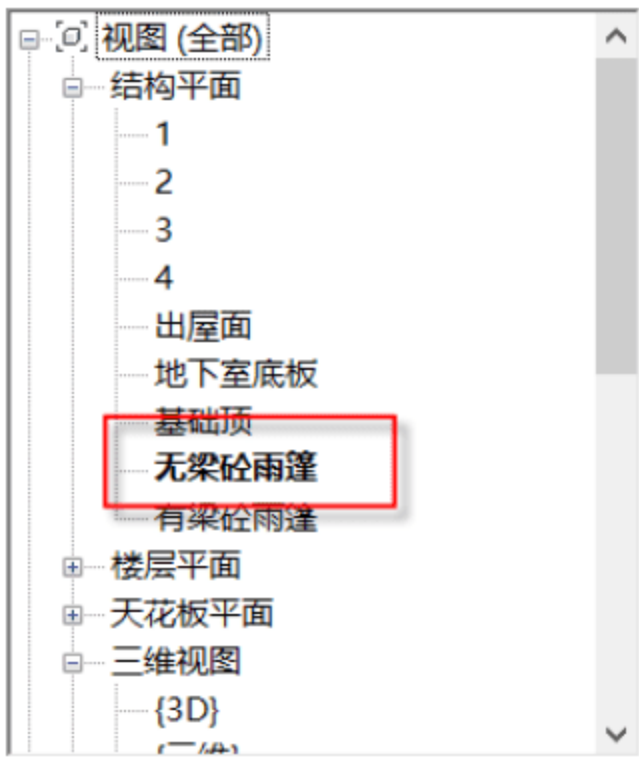 视图 (全部)
结构平面
1
2
3
4
出屋面
地下室底板
基础顶
无梁砼雨篷
有梁砼雨篷
楼层平面
天花板平面
三维视图
{3D}